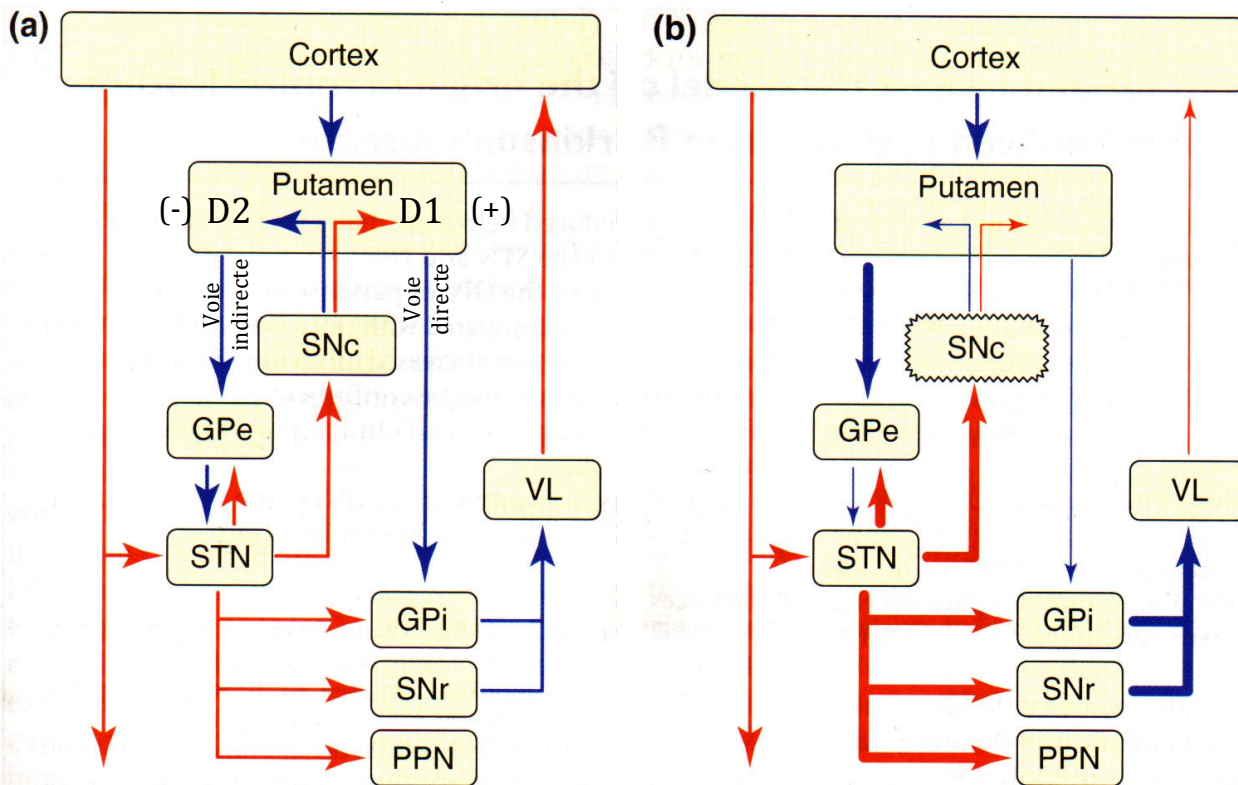 (a)
Cortex
Putamen
(-) D2 D1 (+)
Voie
indirecte
Voie
directe
SNc
GPe
VL
STN
GPi
SNr
PPN
(b)
Cortex
Putamen
SNc
GPe
VL
STN
GPi
SNr
PPN